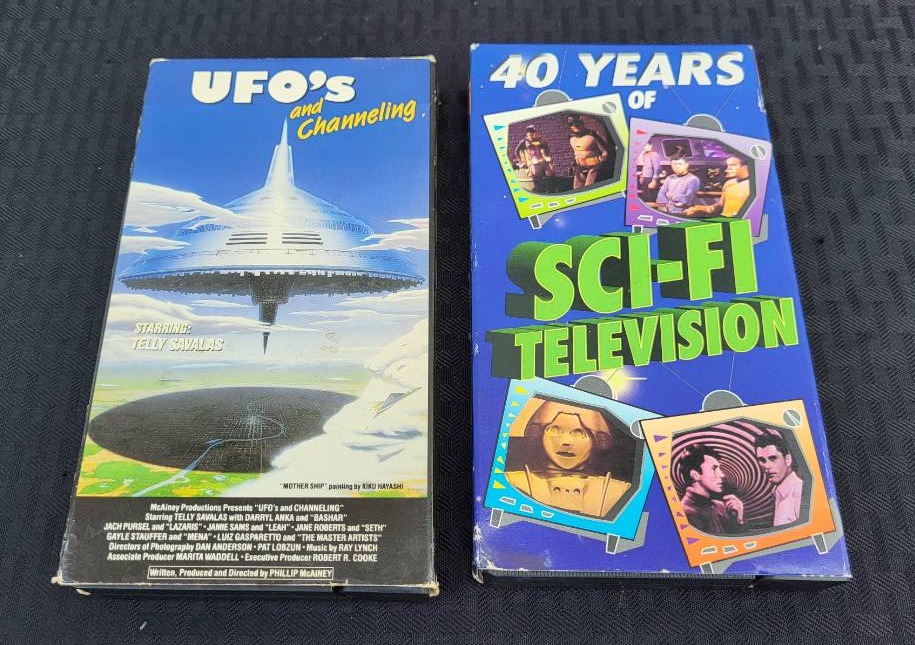 UFO's
and
Channeling
STARRING:
TELLY SAVALAS
"MOTHER SHIP" painting by KIKU HAYASHI
McAiney Productions Presents "UFO's and CHANNELING"
Starring TELLY SAVALAS with DARRYL ANKA and "BASHAR"
JACH PURSEL and "LAZARIS" • JAMIE SAMS and "LEAH" • JANE ROBERTS and "SETH"
GAYLE STAUFFER and "MENA" • LUIZ GASPARETTO and "THE MASTER ARTISTS"
Directors of Photography DAN ANDERSON • PAT LOBZUN • Music by RAY LYNCH
Associate Producer MARITA WADDELL • Executive Producer ROBERT R. COOKE
Written, Produced and Directed by PHILLIP McAINEY
40 YEARS
OF
SCI-FI
TELEVISION